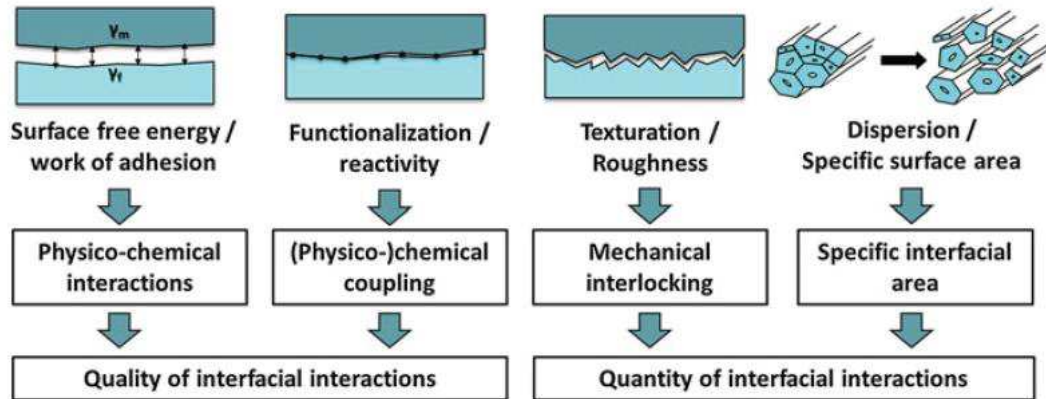 γm
γf
Surface free energy /
work of adhesion
Functionalization /
reactivity
Texturation /
Roughness
Dispersion /
Specific surface area
Physico-chemical
interactions
(Physico-)chemical
coupling
Mechanical
interlocking
Specific interfacial
area
Quality of interfacial interactions
Quantity of interfacial interactions